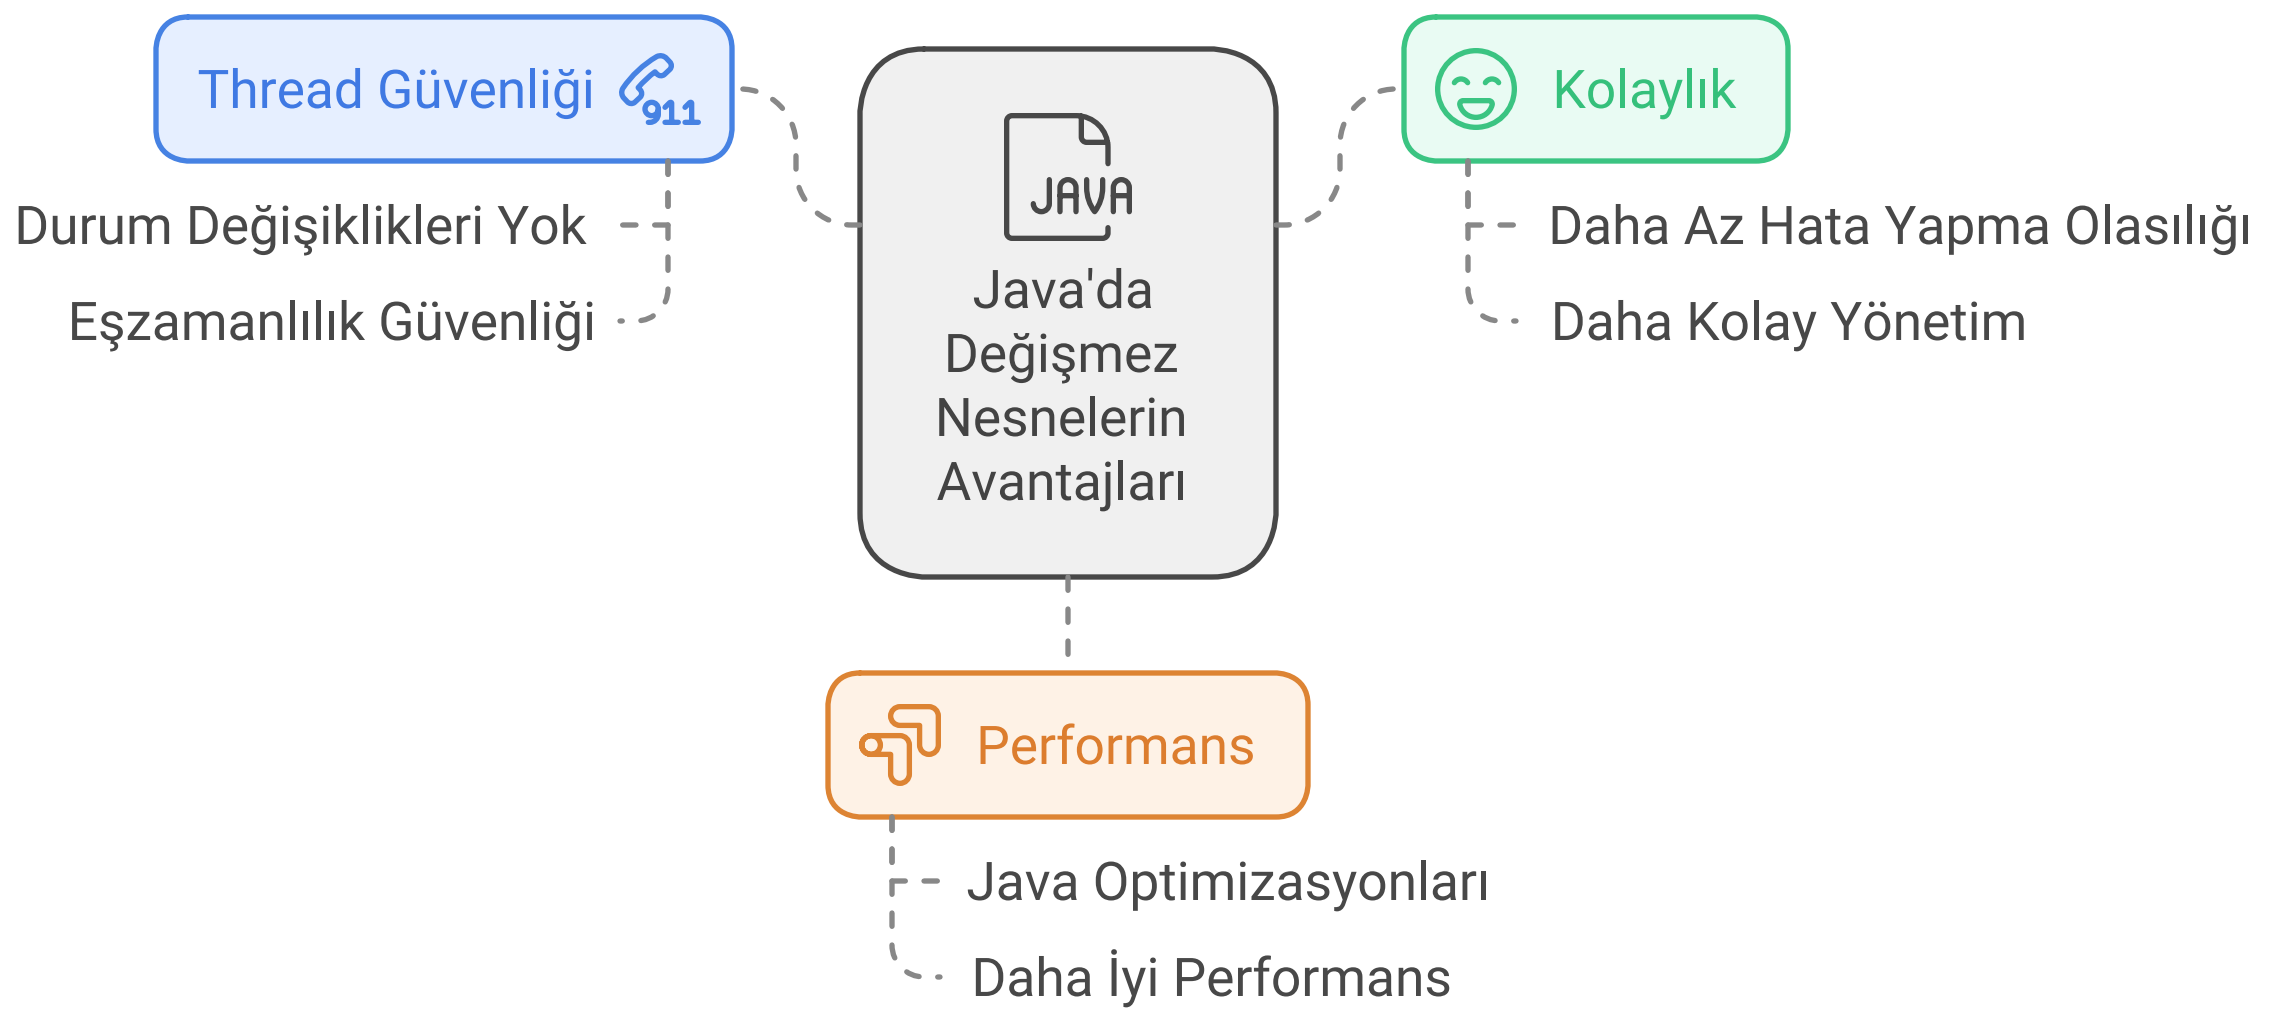 Thread Güvenliği
911
Durum Değişiklikleri Yok
Eşzamanlılık Güvenliği
JAVA
Java'da
Değişmez
Nesnelerin
Avantajları
Kolaylık
Daha Az Hata Yapma Olasılığı
Daha Kolay Yönetim
Performans
Java Optimizasyonları
Daha İyi Performans